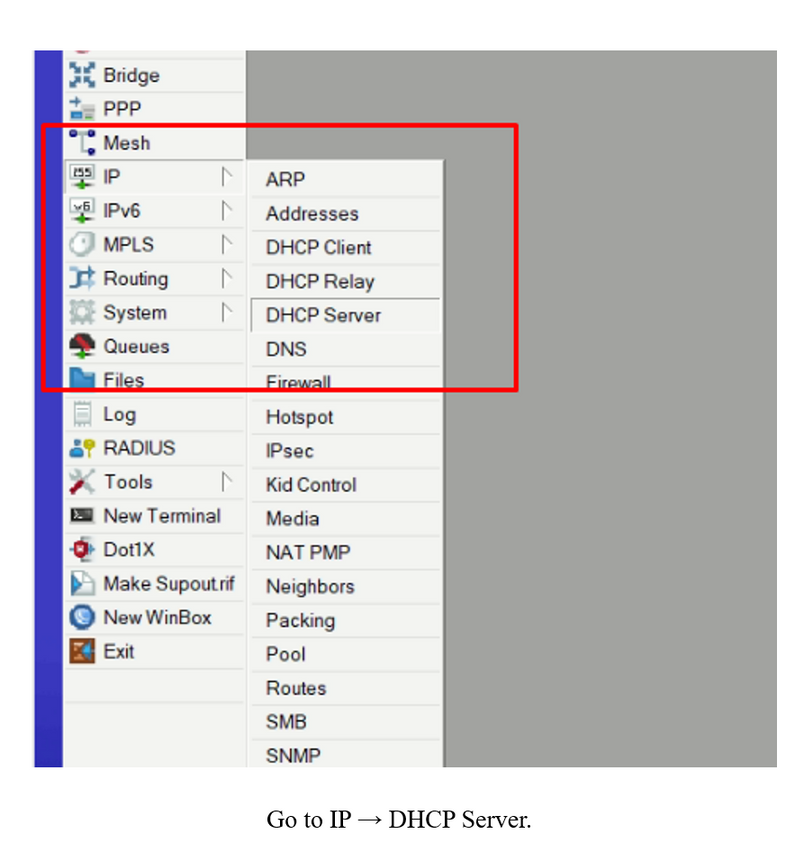 Bridge
PPP
Mesh
IP
IPv6
MPLS
Routing
System
Queues
Files
Log
RADIUS
Tools
New Terminal
Dot1X
Make Supout.rif
New WinBox
Exit
ARP
Addresses
DHCP Client
DHCP Relay
DHCP Server
DNS
Firewall
Hotspot
IPsec
Kid Control
Media
NAT PMP
Neighbors
Packing
Pool
Routes
SMB
SNMP
Go to IP → DHCP Server.